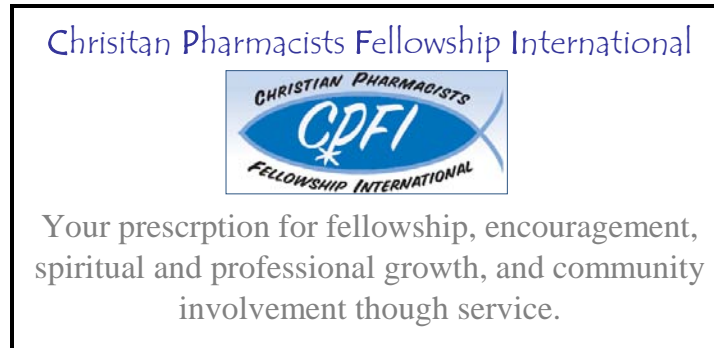 Chrisitan Pharmacists Fellowship International
CHRISTIAN PHARMACISTS
CPFI
FELLOWSHIP INTERNATIONAL
Your prescrption for fellowship, encouragement,
spiritual and professional growth, and community
involvement though service.